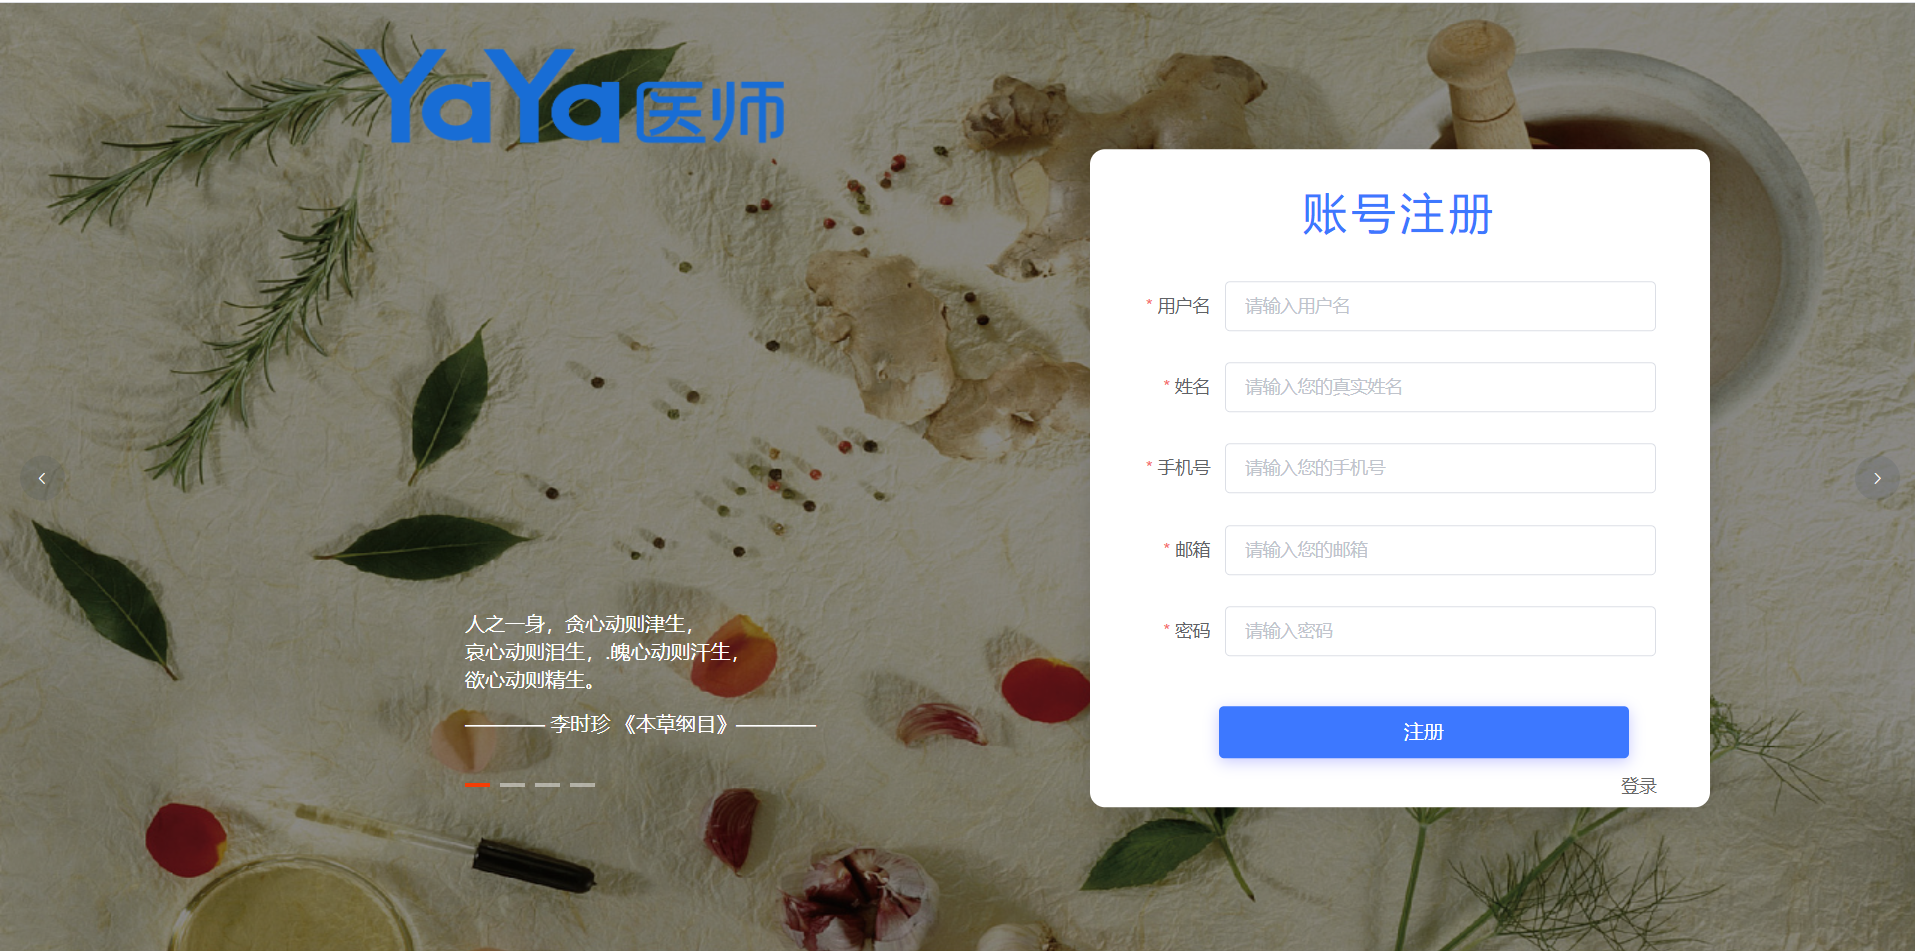 YaYa医师
账号注册
* 用户名 请输入用户名
* 姓名 请输入您的真实姓名
* 手机号 请输入您的手机号
* 邮箱 请输入您的邮箱
* 密码 请输入密码
注册
登录
人之一身，贪心动则津生，
哀心动则泪生，.魄心动则汗生，
欲心动则精生。
———— 李时珍 《本草纲目》————